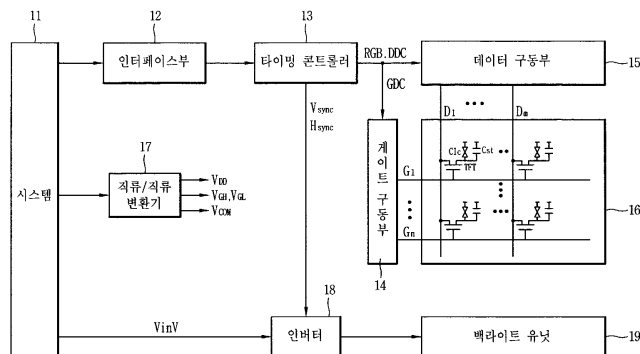 11
12
13
시스템
인터페이스부
타이밍 콘트롤러
RGB.DDC
데이터 구동부
15
GDC
Vsync
Hsync
D1
Dm
17
직류/직류
변환기
VDD
VGH,VGL
VCOM
게이트 구동부
14
G1
Gn
Clc
Cst
TFT
16
VinV
18
인버터
백라이트 유닛
19